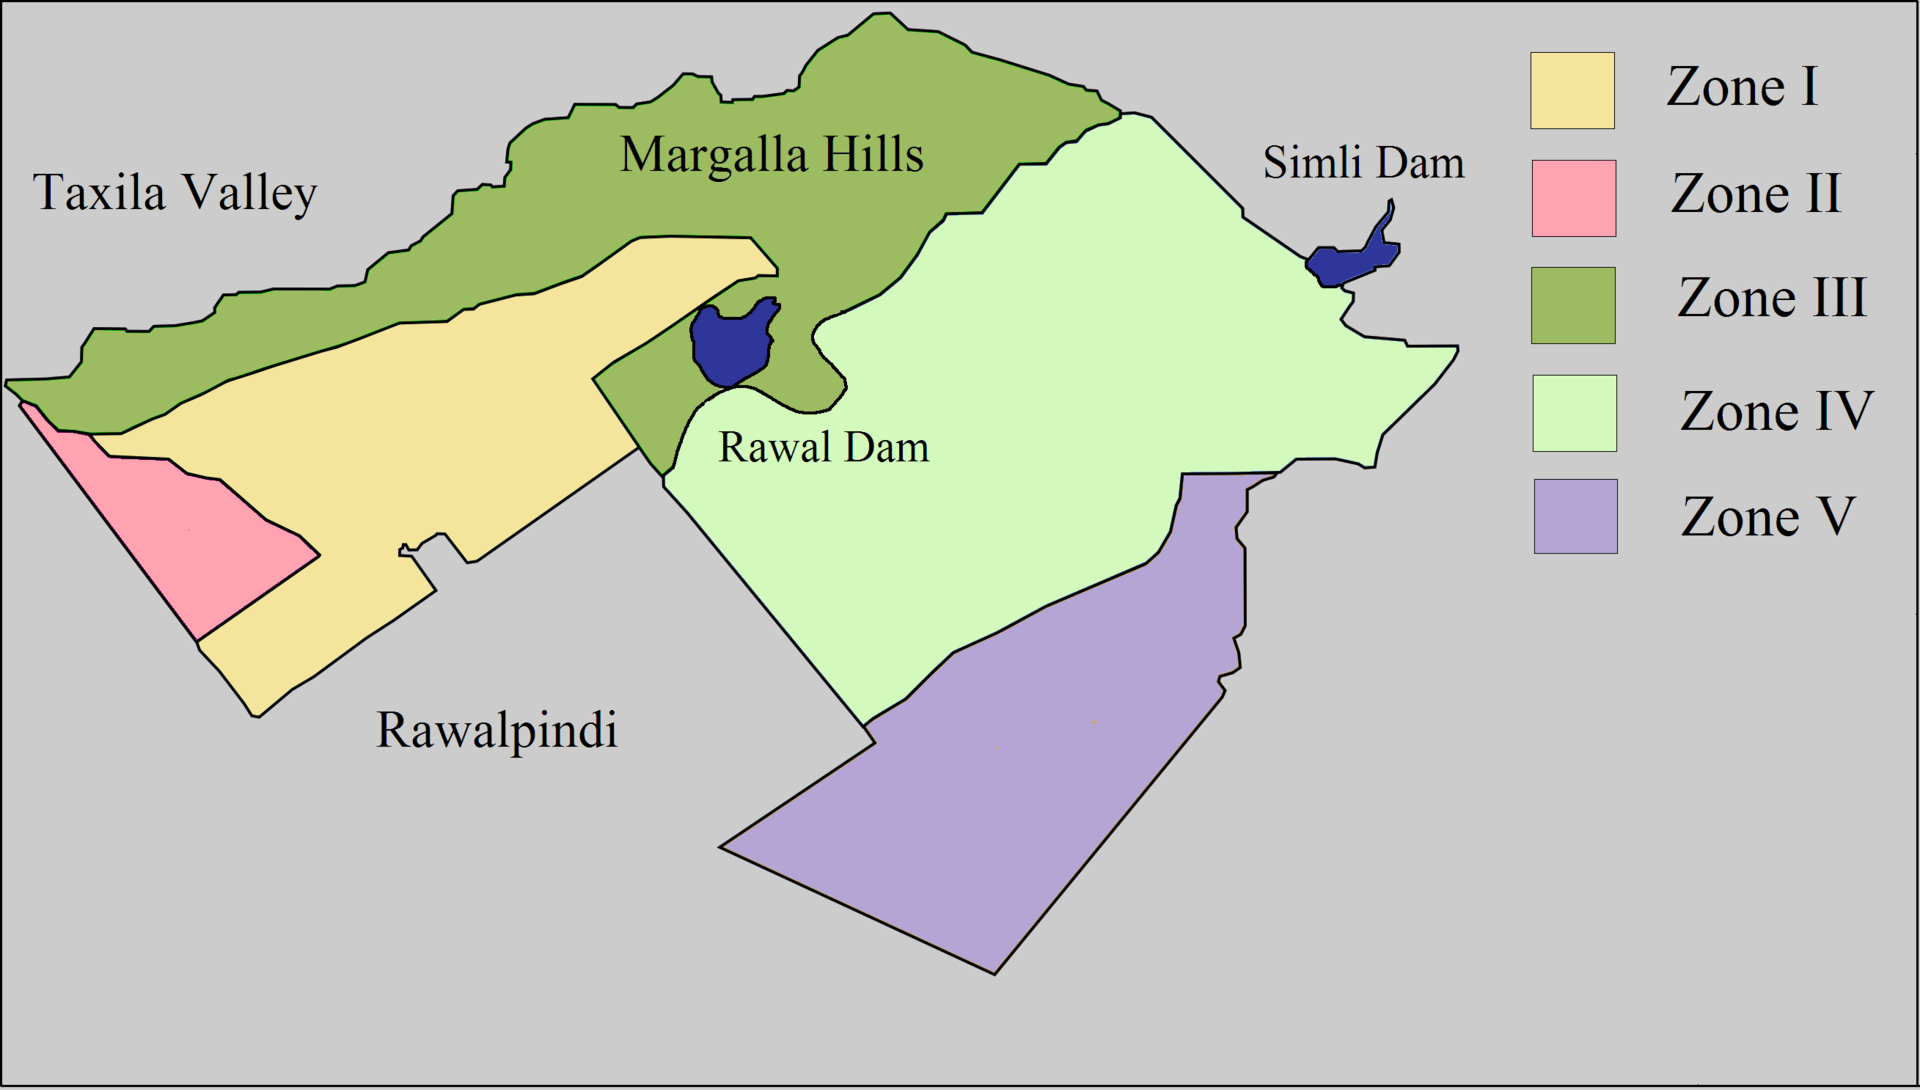 Margalla Hills
Taxila Valley
Simli Dam
Rawal Dam
Rawalpindi
Zone I
Zone II
Zone III
Zone IV
Zone V